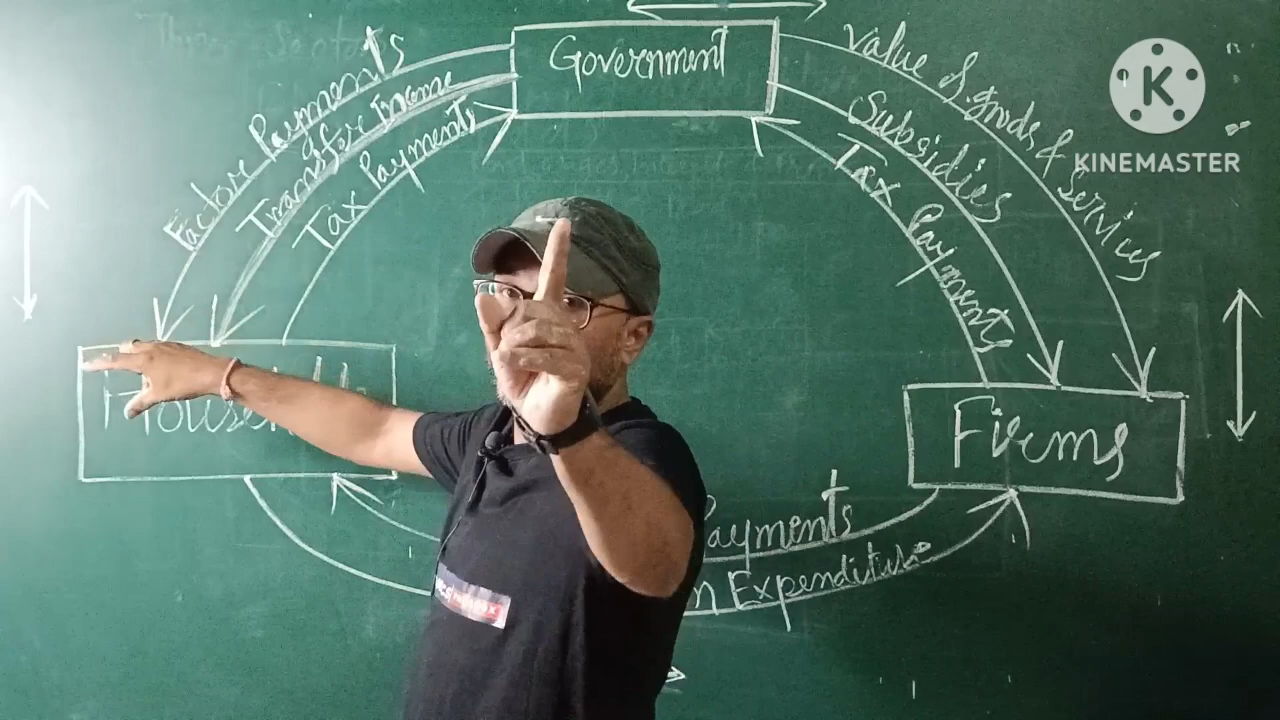 Government
Factor Payments
Transfer Income
Tax Payments
Value of goods & Services
Subsidies
Tax Payments
KINEMASTER
Firms
Payments
n Expenditure